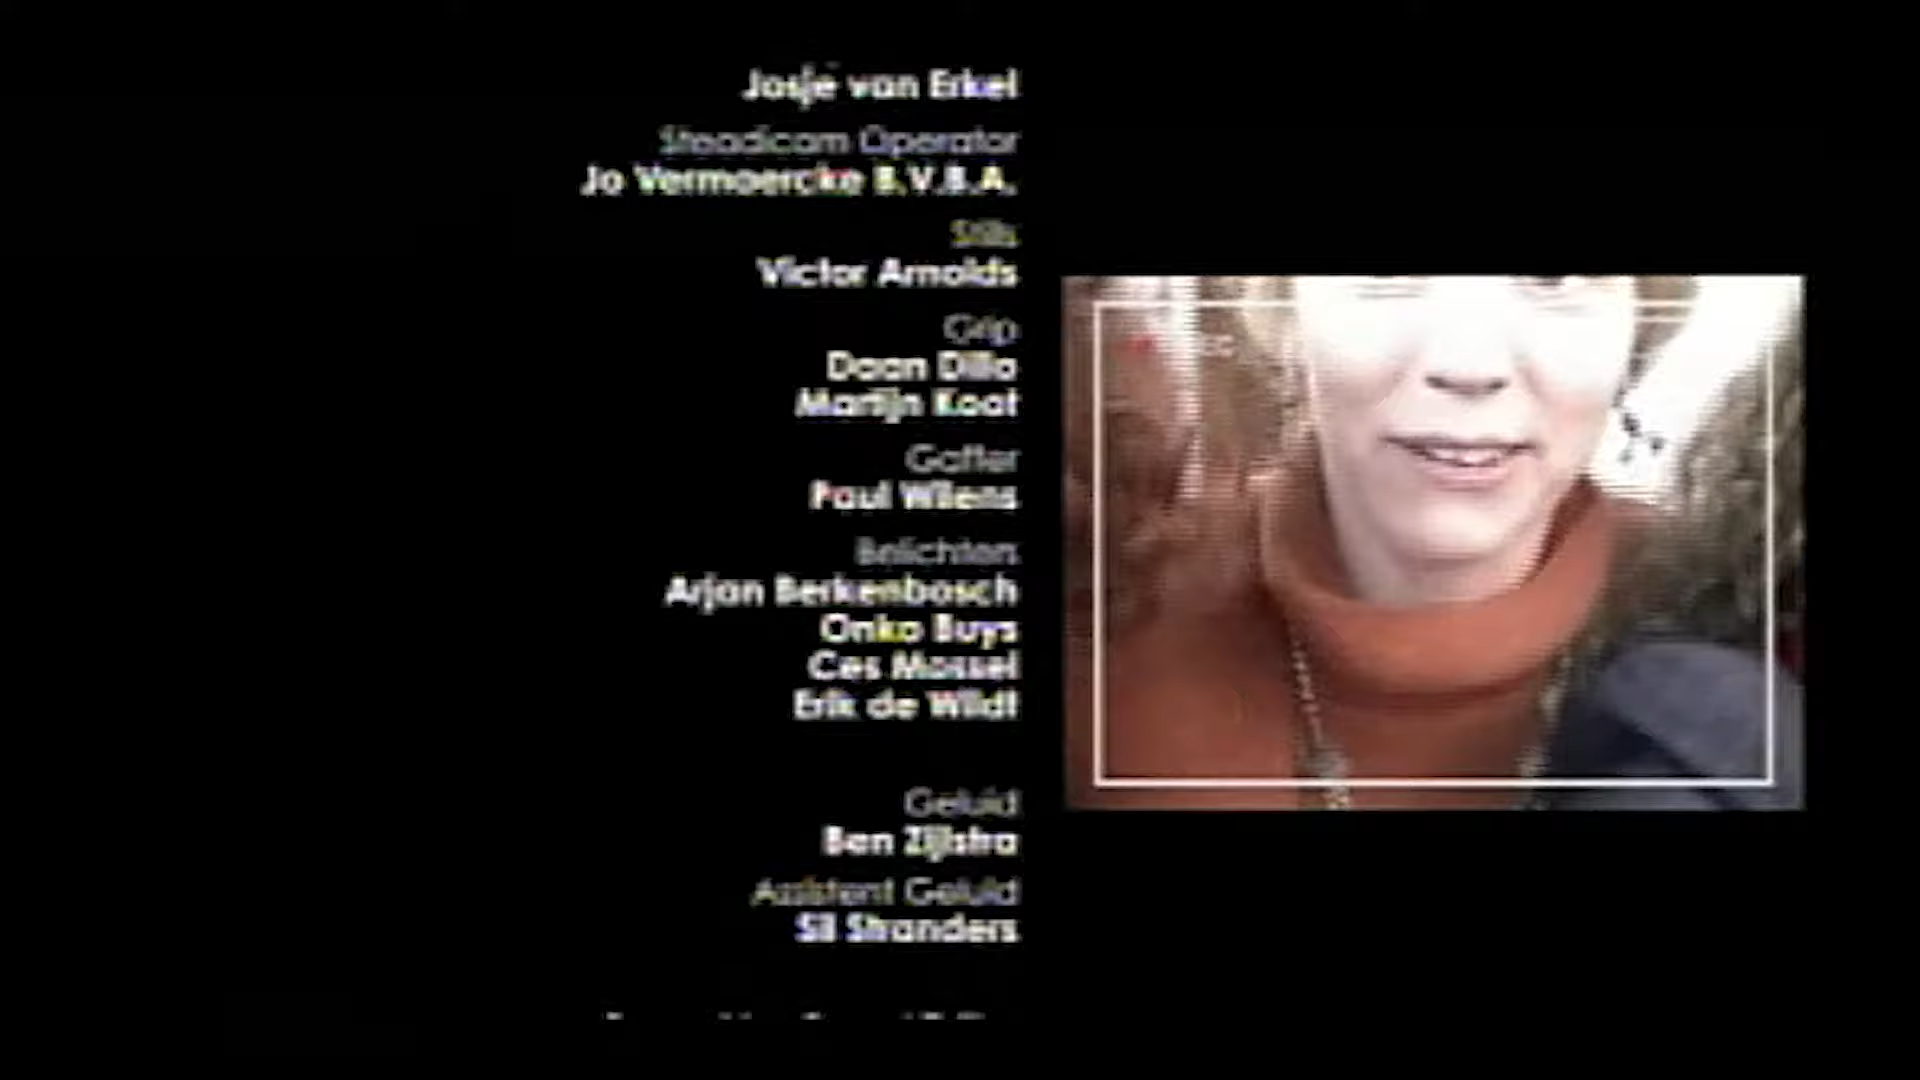 Josje van Erkel
Steadicam Operator
Jo Vermaercke B.V.B.A.
Stills
Victor Arnolds
Grip
Daan Dillo
Martijn Koot
Gaffer
Paul Wilens
Belichters
Arjan Berkenbosch
Onko Buys
Ces Mossel
Erik de Wildt
Geluid
Ben Zijlstra
Assistent Geluid
Sil Stranders